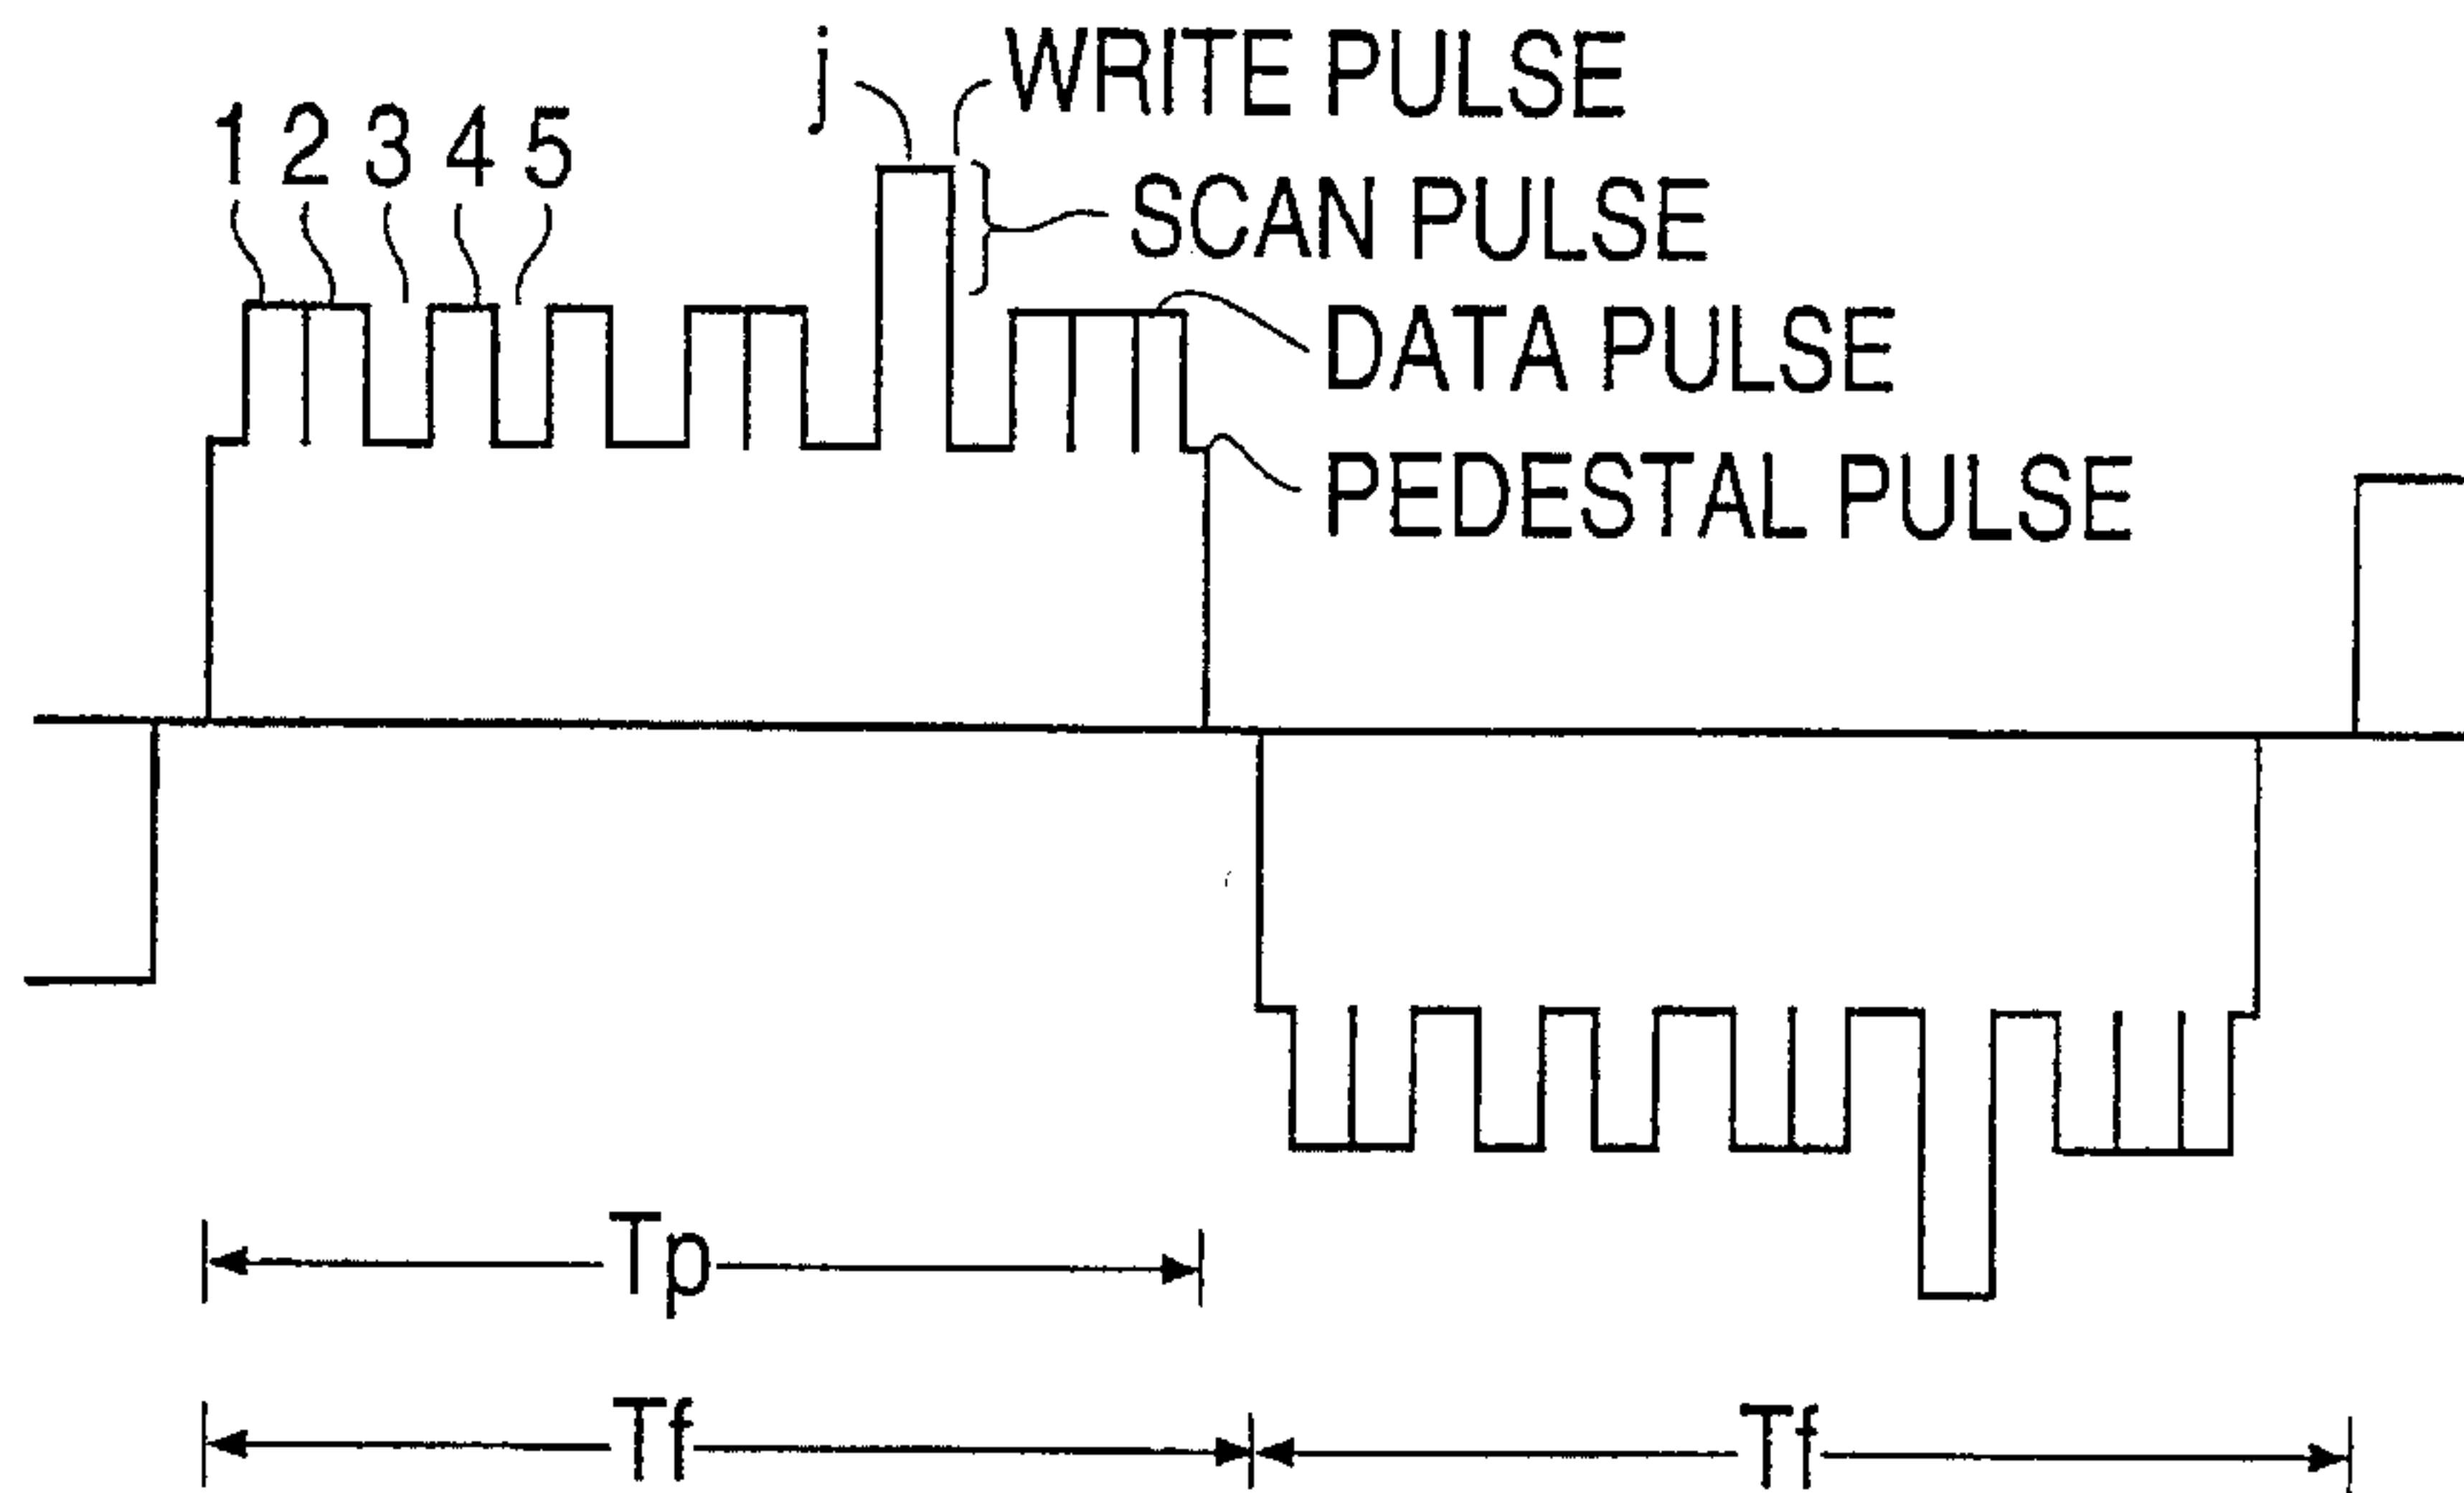 j WRITE PULSE
1 2 3 4 5
SCAN PULSE
DATA PULSE
PEDESTAL PULSE
Tp
Tf Tf